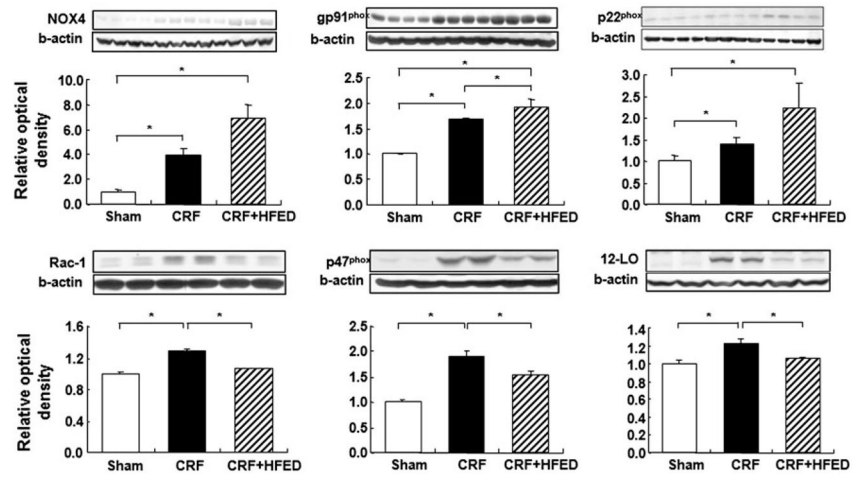 NOX4
b-actin
*
*
Relative optical density
10.0
8.0
6.0
4.0
2.0
0.0
Sham CRF CRF+HFED
gp91phox
b-actin
*
*
*
2.5
2.0
1.5
1.0
0.5
0.0
Sham CRF CRF+HFED
p22phox
b-actin
*
*
3.0
2.5
2.0
1.5
1.0
0.5
0.0
Sham CRF CRF+HFED
Rac-1
b-actin
* *
Relative optical density
1.6
1.2
0.8
0.4
0.0
Sham CRF CRF+HFED
p47phox
b-actin
* *
2.5
2.0
1.5
1.0
0.5
0.0
Sham CRF CRF+HFED
12-LO
b-actin
* *
1.4
1.2
1.0
0.8
0.6
0.4
0.2
0.0
Sham CRF CRF+HFED